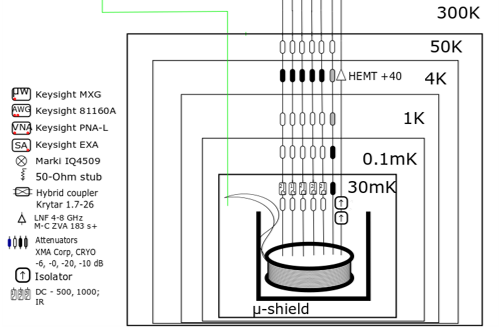 300K
50K
HEMT +40
4K
1K
0.1mK
30mK
μ-shield
μW
Keysight MXG
AWG
Keysight 81160A
VNA
Keysight PNA-L
SA
Keysight EXA
Marki IQ4509
50-Ohm stub
Hybrid coupler
Krytar 1.7-26
LNF 4-8 GHz
M·C ZVA 183 s+
Attenuators
XMA Corp, CRYO
-6, -0, -20, -10 dB
Isolator
DC - 500, 1000;
IR